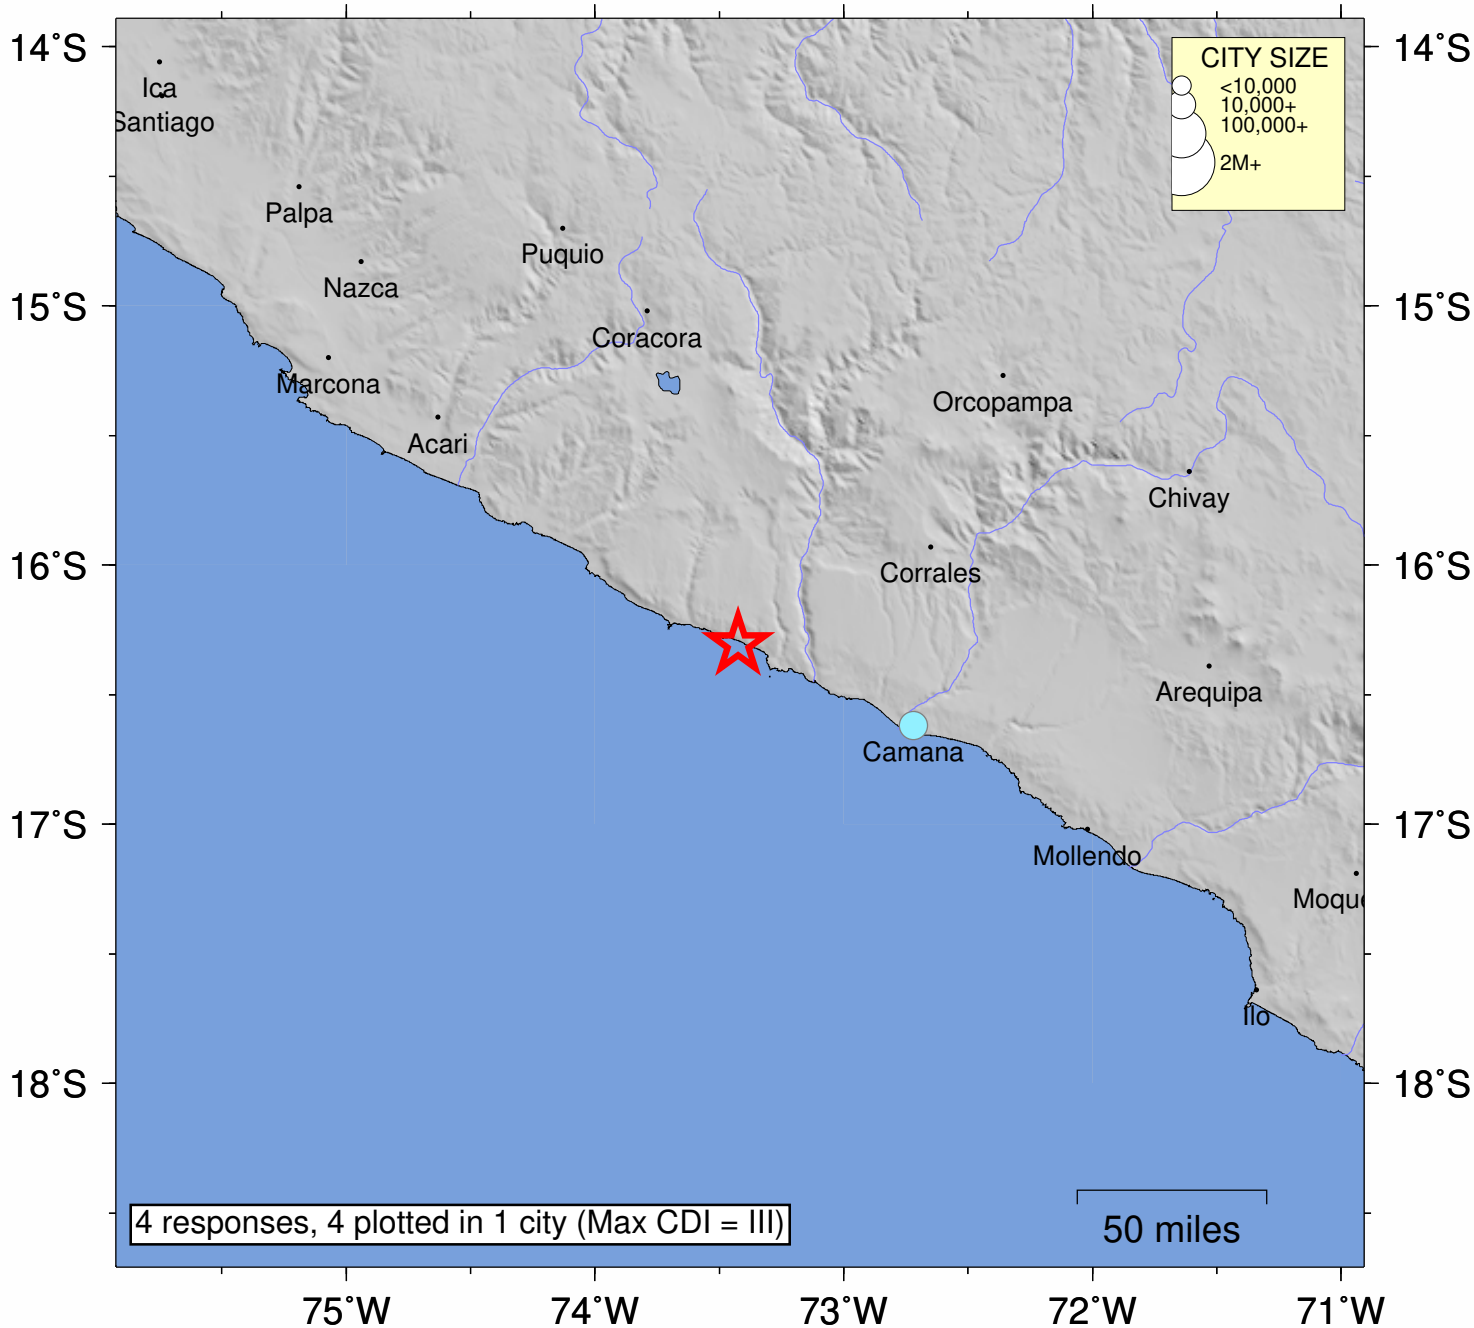 14˚S
14˚S
CITY SIZE
<10,000
10,000+
100,000+
2M+
Ica
Santiago
Palpa
Puquio
Nazca
15˚S
15˚S
Coracora
Marcona
Orcopampa
Acari
Chivay
16˚S
16˚S
Corrales
Arequipa
Camana
17˚S
17˚S
Mollendo
Moque
Ilo
18˚S
18˚S
4 responses, 4 plotted in 1 city (Max CDI = III)
50 miles
75˚W
74˚W
73˚W
72˚W
71˚W